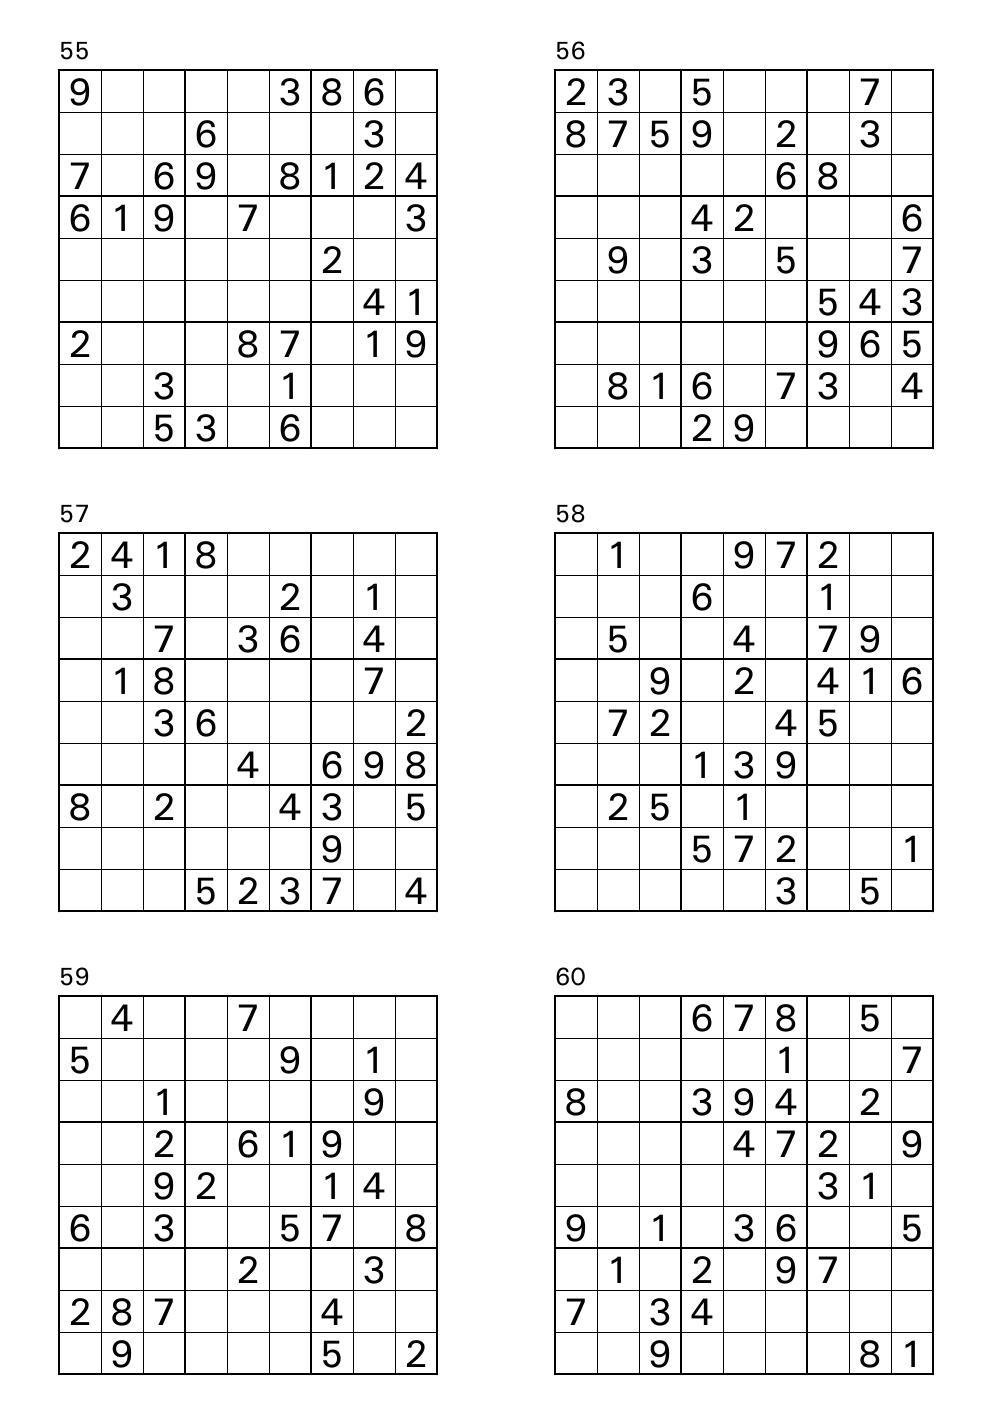 55 56
9 3 8 6 2 3 5 7
6 3 8 7 5 9 2 3
7 6 9 8 1 2 4 6 8
6 1 9 7 3 4 2 6
2 9 3 5 7
4 1 5 4 3
2 8 7 1 9 9 6 5
3 1 8 1 6 7 3 4
5 3 6 2 9
57 58
2 4 1 8 1 9 7 2
3 2 1 6 1
7 3 6 4 5 4 7 9
1 8 7 9 2 4 1 6
3 6 2 7 2 4 5
4 6 9 8 1 3 9
8 2 4 3 5 2 5 1
9 5 7 2 1
5 2 3 7 4 3 5
59 60
4 7 6 7 8 5
5 9 1 1 7
1 9 8 3 9 4 2
2 6 1 9 4 7 2 9
9 2 1 4 3 1
6 3 5 7 8 9 1 3 6 5
2 3 1 2 9 7
2 8 7 4 7 3 4
9 5 2 9 8 1